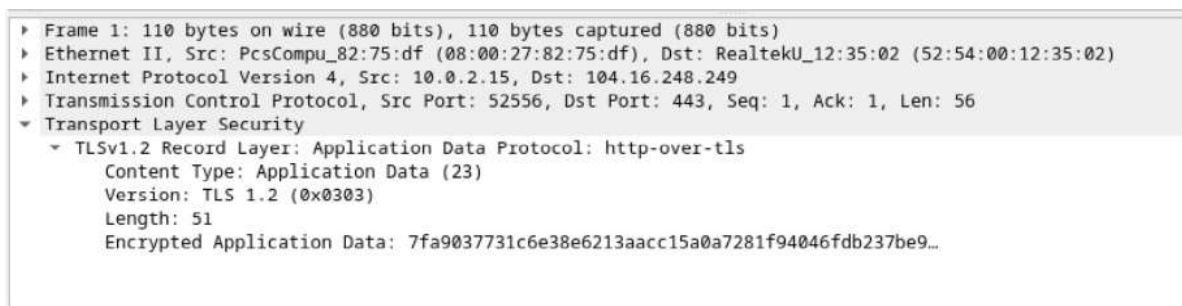 Frame 1: 110 bytes on wire (880 bits), 110 bytes captured (880 bits)
Ethernet II, Src: PcsCompu_82:75:df (08:00:27:82:75:df), Dst: RealtekU_12:35:02 (52:54:00:12:35:02)
Internet Protocol Version 4, Src: 10.0.2.15, Dst: 104.16.248.249
Transmission Control Protocol, Src Port: 52556, Dst Port: 443, Seq: 1, Ack: 1, Len: 56
Transport Layer Security
TLSv1.2 Record Layer: Application Data Protocol: http-over-tls
Content Type: Application Data (23)
Version: TLS 1.2 (0x0303)
Length: 51
Encrypted Application Data: 7fa9037731c6e38e6213aacc15a0a7281f94046fdb237be9…